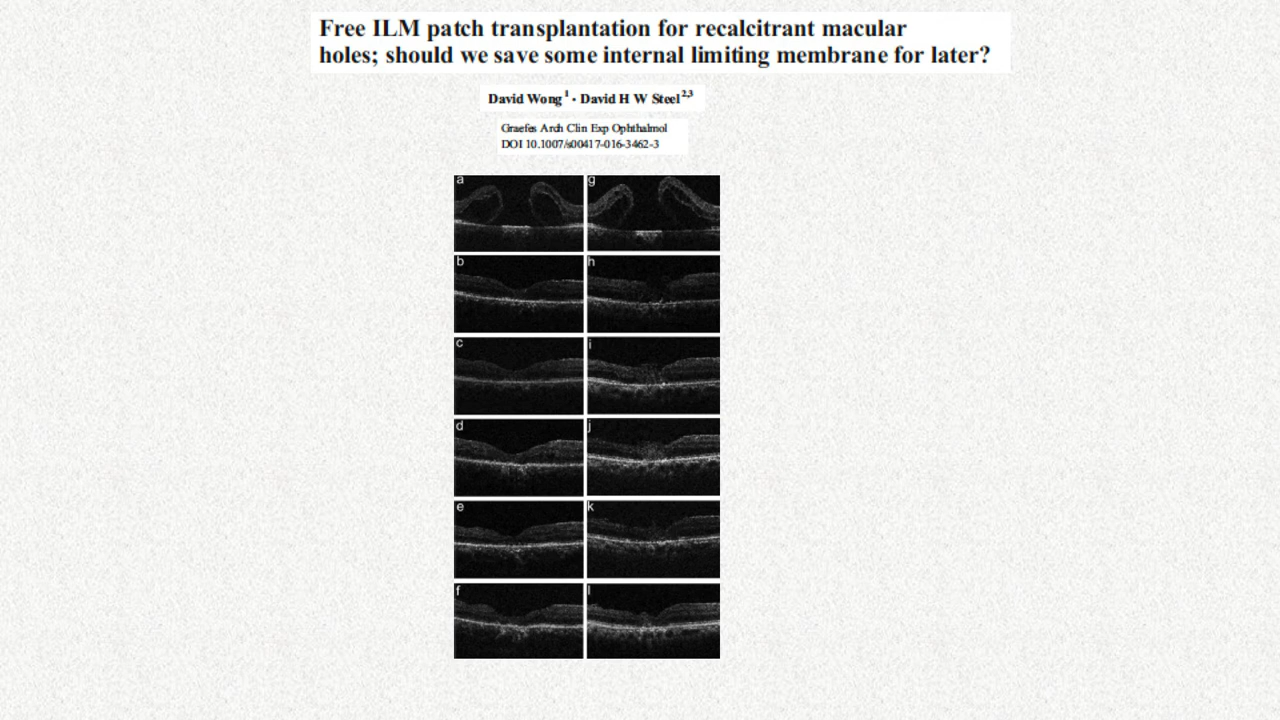 Free ILM patch transplantation for recalcitrant macular
holes; should we save some internal limiting membrane for later?
David Wong 1 · David H W Steel 2,3
Graefes Arch Clin Exp Ophthalmol
DOI 10.1007/s00417-016-3462-3
a
g
b
h
c
i
d
j
e
k
f
l